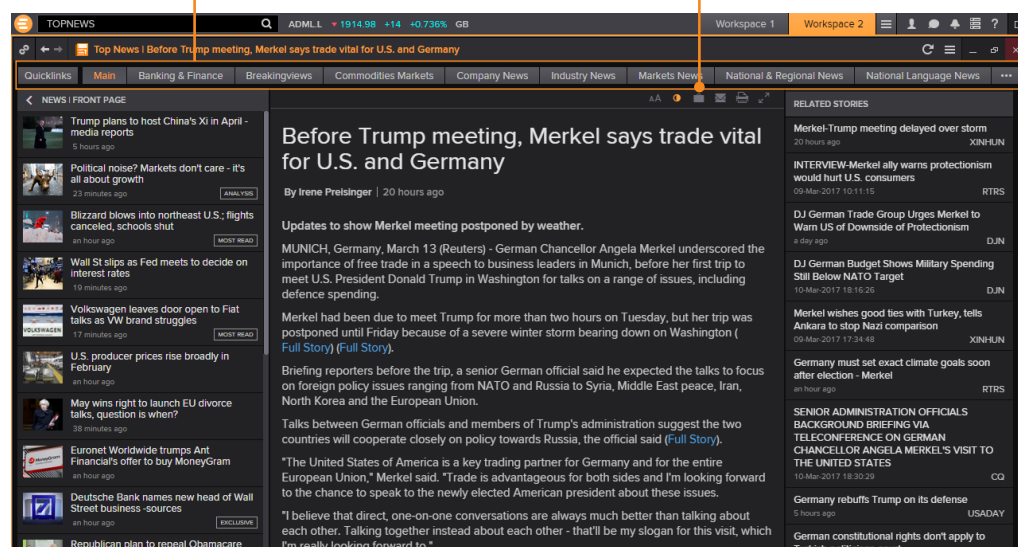 TOPNEWS
ADML.L ▼1914.98 +14 +0.736% GB
Workspace 1
Workspace 2
?
Top News | Before Trump meeting, Merkel says trade vital for U.S. and Germany
Quicklinks Main Banking & Finance Breakingviews Commodities Markets Company News Industry News Markets News National & Regional News National Language News ...
NEWS | FRONT PAGE
Trump plans to host China's Xi in April -
media reports
5 hours ago
Political noise? Markets don't care - it's
all about growth
23 minutes ago ANALYSIS
Blizzard blows into northeast U.S.; flights
canceled, schools shut
an hour ago MOST READ
Wall St slips as Fed meets to decide on
interest rates
19 minutes ago
VOLKSWAGEN
Volkswagen leaves door open to Fiat
talks as VW brand struggles
17 minutes ago MOST READ
U.S. producer prices rise broadly in
February
an hour ago
May wins right to launch EU divorce
talks, question is when?
38 minutes ago
MoneyGram
Euronet Worldwide trumps Ant
Financial's offer to buy MoneyGram
an hour ago
Deutsche Bank names new head of Wall
Street business -sources
an hour ago EXCLUSIVE
Republican plan to repeal Obamacare
AA
Before Trump meeting, Merkel says trade vital
for U.S. and Germany
By Irene Preisinger | 20 hours ago
Updates to show Merkel meeting postponed by weather.
MUNICH, Germany, March 13 (Reuters) - German Chancellor Angela Merkel underscored the
importance of free trade in a speech to business leaders in Munich, before her first trip to
meet U.S. President Donald Trump in Washington for talks on a range of issues, including
defence spending.
Merkel had been due to meet Trump for more than two hours on Tuesday, but her trip was
postponed until Friday because of a severe winter storm bearing down on Washington (
Full Story) (Full Story).
Briefing reporters before the trip, a senior German official said he expected the talks to focus
on foreign policy issues ranging from NATO and Russia to Syria, Middle East peace, Iran,
North Korea and the European Union.
Talks between German officials and members of Trump's administration suggest the two
countries will cooperate closely on policy towards Russia, the official said (Full Story).
"The United States of America is a key trading partner for Germany and for the entire
European Union," Merkel said. "Trade is advantageous for both sides and I'm looking forward
to the chance to speak to the newly elected American president about these issues.
"I believe that direct, one-on-one conversations are always much better than talking about
each other. Talking together instead about each other - that'll be my slogan for this visit, which
I'm really looking forward to."
RELATED STORIES
Merkel-Trump meeting delayed over storm
20 hours ago XINHUN
INTERVIEW-Merkel ally warns protectionism
would hurt U.S. consumers
09-Mar-2017 10:11:15 RTRS
DJ German Trade Group Urges Merkel to
Warn US of Downside of Protectionism
a day ago DJN
DJ German Budget Shows Military Spending
Still Below NATO Target
10-Mar-2017 18:16:26 DJN
Merkel wishes good ties with Turkey, tells
Ankara to stop Nazi comparison
09-Mar-2017 17:34:48 XINHUN
Germany must set exact climate goals soon
after election - Merkel
an hour ago RTRS
SENIOR ADMINISTRATION OFFICIALS
BACKGROUND BRIEFING VIA
TELECONFERENCE ON GERMAN
CHANCELLOR ANGELA MERKEL'S VISIT TO
THE UNITED STATES
10-Mar-2017 18:30:29 CQ
Germany rebuffs Trump on its defense
5 hours ago USADAY
German constitutional rights don't apply to